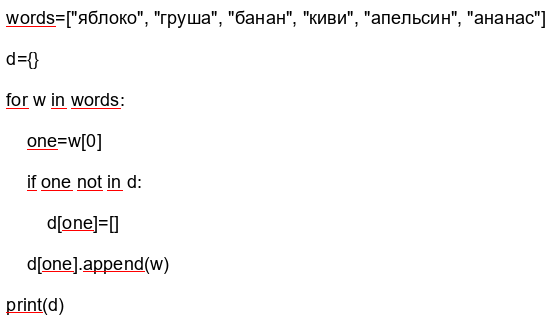 words=["яблоко", "груша", "банан", "киви", "апельсин", "ананас"]
d={}
for w in words:
one=w[0]
if one not in d:
d[one]=[]
d[one].append(w)
print(d)